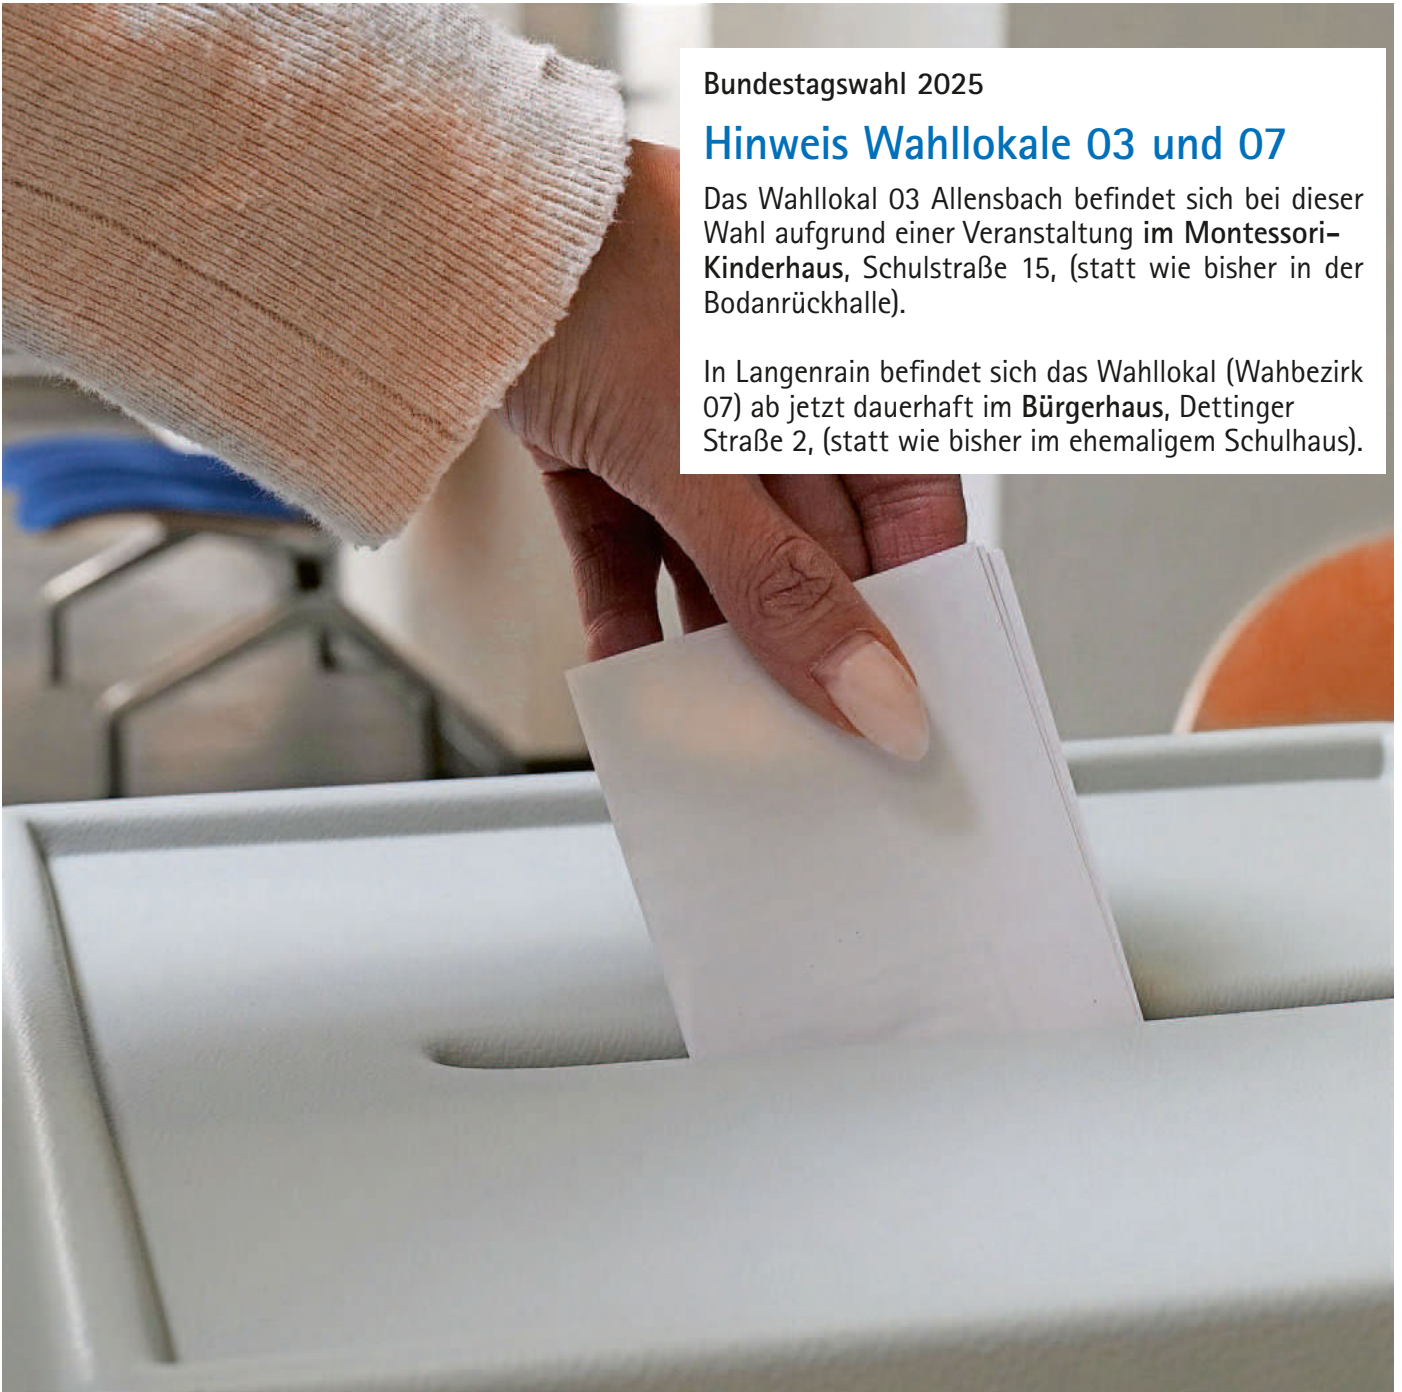 Bundestagswahl 2025
Hinweis Wahllokale 03 und 07
Das Wahllokal 03 Allensbach befindet sich bei dieser
Wahl aufgrund einer Veranstaltung im Montessori-
Kinderhaus, Schulstraße 15, (statt wie bisher in der
Bodanrückhalle).
In Langenrain befindet sich das Wahllokal (Wahbezirk
07) ab jetzt dauerhaft im Bürgerhaus, Dettinger
Straße 2, (statt wie bisher im ehemaligem Schulhaus).